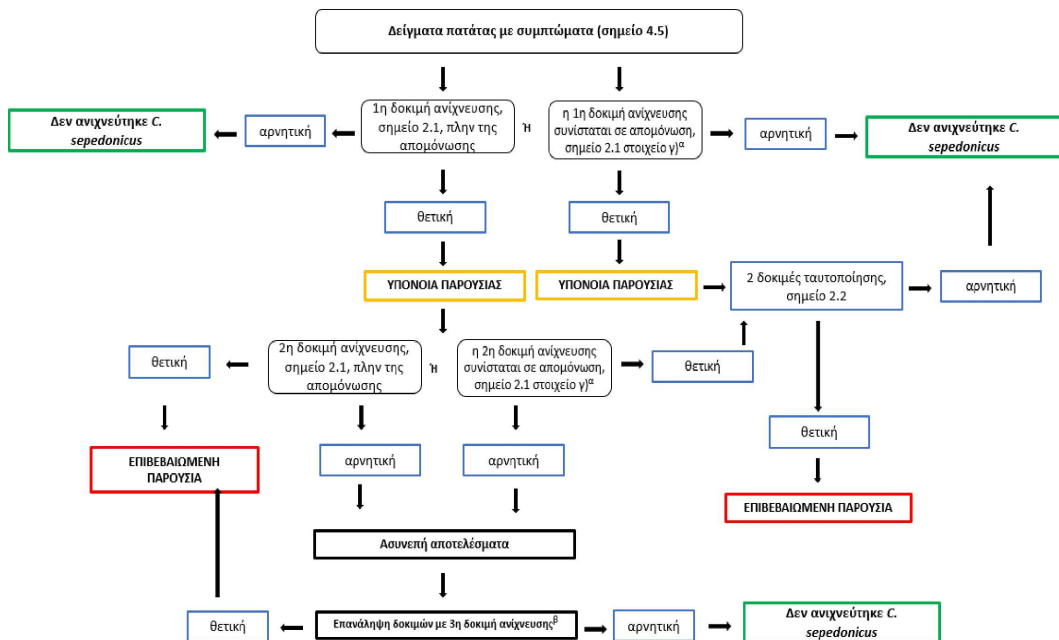 Δείγματα πατάτας με συμπτώματα (σημείο 4.5)
Δεν ανιχνεύτηκε C.
sepedonicus
αρνητική
1η δοκιμή ανίχνευσης,
σημείο 2.1, πλην της
απομόνωσης
Ή
η 1η δοκιμή ανίχνευσης
συνίσταται σε απομόνωση,
σημείο 2.1 στοιχείο γ)α
αρνητική
Δεν ανιχνεύτηκε C.
sepedonicus
θετική
θετική
ΥΠΟΝΟΙΑ ΠΑΡΟΥΣΙΑΣ
ΥΠΟΝΟΙΑ ΠΑΡΟΥΣΙΑΣ
2 δοκιμές ταυτοποίησης,
σημείο 2.2
αρνητική
θετική
2η δοκιμή ανίχνευσης,
σημείο 2.1, πλην της
απομόνωσης
Ή
η 2η δοκιμή ανίχνευσης
συνίσταται σε απομόνωση,
σημείο 2.1 στοιχείο γ)α
θετική
θετική
ΕΠΙΒΕΒΑΙΩΜΕΝΗ
ΠΑΡΟΥΣΙΑ
αρνητική
αρνητική
ΕΠΙΒΕΒΑΙΩΜΕΝΗ ΠΑΡΟΥΣΙΑ
Ασυνεπή αποτελέσματα
θετική
Επανάληψη δοκιμών με 3η δοκιμή ανίχνευσηςβ
αρνητική
Δεν ανιχνεύτηκε C.
sepedonicus